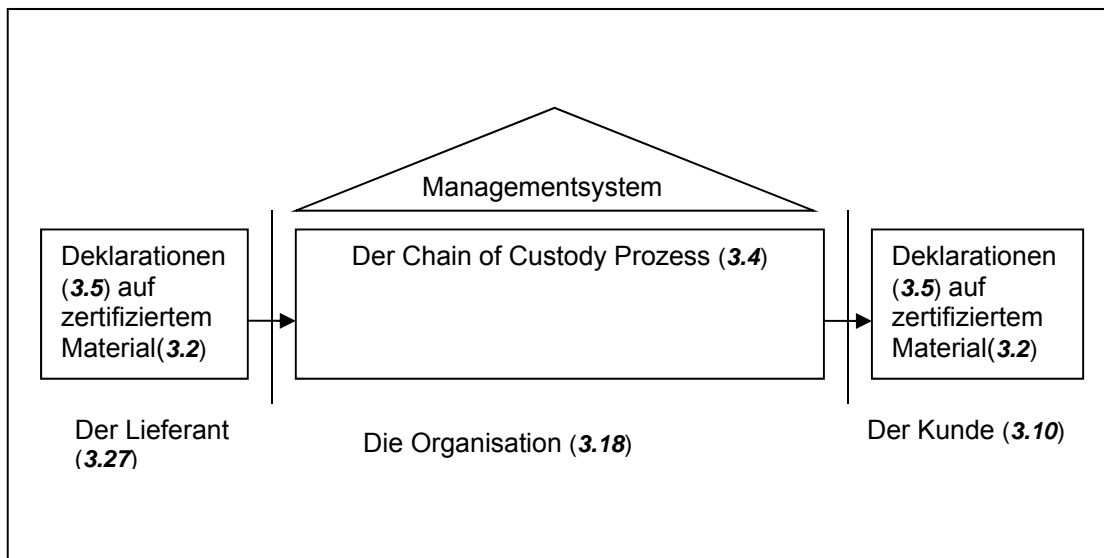 Managementsystem
Deklarationen
(3.5) auf
zertifiziertem
Material(3.2)
Der Chain of Custody Prozess (3.4)
Deklarationen
(3.5) auf
zertifiziertem
Material(3.2)
Der Lieferant
(3.27)
Die Organisation (3.18)
Der Kunde (3.10)